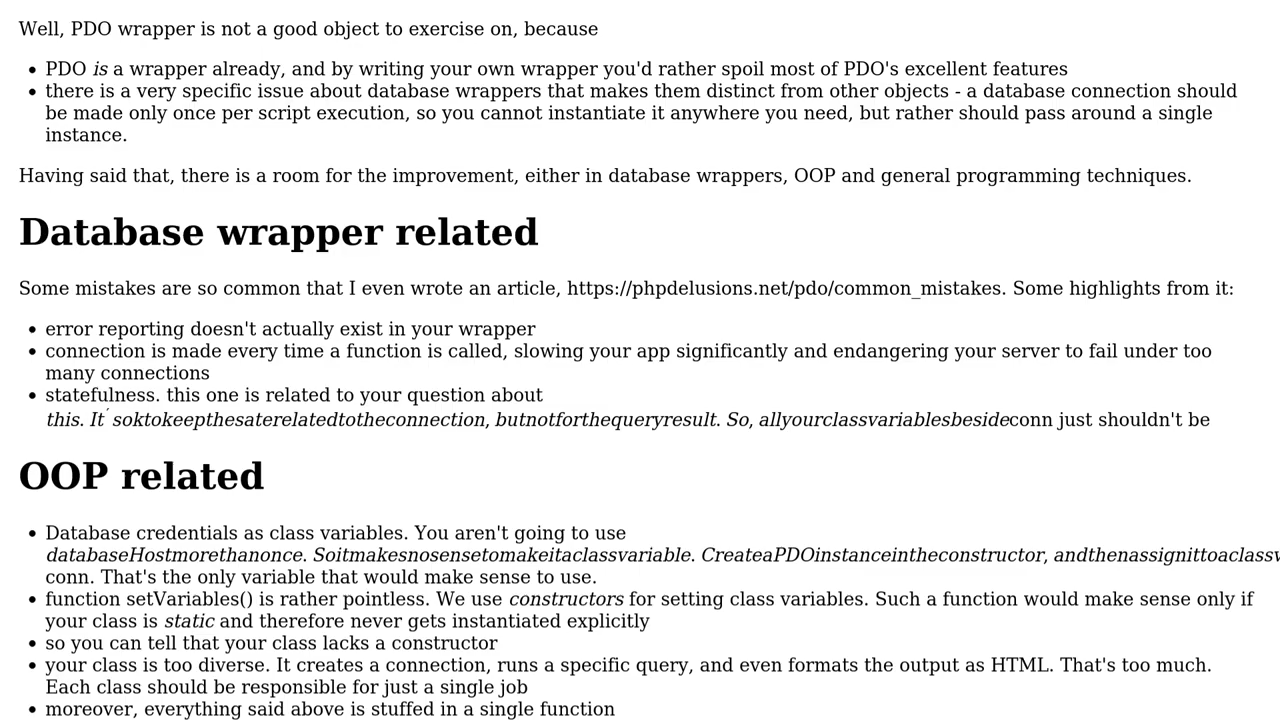 Well, PDO wrapper is not a good object to exercise on, because
• PDO is a wrapper already, and by writing your own wrapper you'd rather spoil most of PDO's excellent features
• there is a very specific issue about database wrappers that makes them distinct from other objects - a database connection should
be made only once per script execution, so you cannot instantiate it anywhere you need, but rather should pass around a single
instance.
Having said that, there is a room for the improvement, either in database wrappers, OOP and general programming techniques.
Database wrapper related
Some mistakes are so common that I even wrote an article, https://phpdelusions.net/pdo/common_mistakes. Some highlights from it:
• error reporting doesn't actually exist in your wrapper
• connection is made every time a function is called, slowing your app significantly and endangering your server to fail under too
many connections
• statefulness. this one is related to your question about
this. It′soktokeepthesaterelatedtotheconnection, butnotforthequeryresult. So, allyourclassvariablesbesideconn just shouldn't be
OOP related
• Database credentials as class variables. You aren't going to use
databaseHostmorethanonce. Soitmakesnosensetomakeitaclassvariable. CreateaPDOinstanceintheconstructor, andthenassignittoaclassv
conn. That's the only variable that would make sense to use.
• function setVariables() is rather pointless. We use constructors for setting class variables. Such a function would make sense only if
your class is static and therefore never gets instantiated explicitly
• so you can tell that your class lacks a constructor
• your class is too diverse. It creates a connection, runs a specific query, and even formats the output as HTML. That's too much.
Each class should be responsible for just a single job
• moreover, everything said above is stuffed in a single function